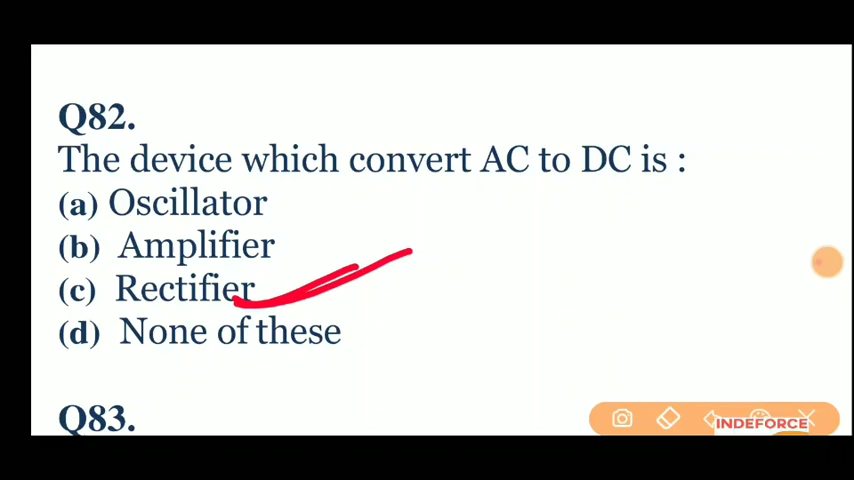 Q82.
The device which convert AC to DC is :
(a) Oscillator
(b) Amplifier
(c) Rectifier
(d) None of these
Q83.
INDEFORCE